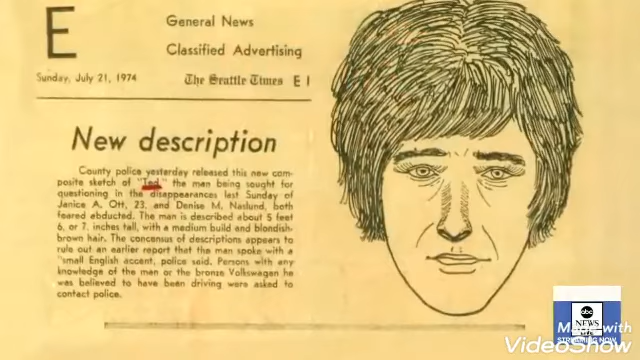 E
General News
Classified Advertising
Sunday, July 21, 1974 The Seattle Times E 1
New description
County police yesterday released this new com-
posite sketch of "Ted," the man being sought for
questioning in the disappearances last Sunday of
Janice A. Ott, 23, and Denise M. Naslund, both
feared abducted. The man is described about 5 feet
6, or 7, inches tall, with a medium build and blondish-
brown hair. The concensus of descriptions appears to
rule out an earlier report that the man spoke with a
"small English accent, police said. Persons with any
knowledge of the man or the bronze Volkswagen he
was believed to have been driving were asked to
contact police.
abc
NEWS
Made with
STREAMING NOW
VideoShow